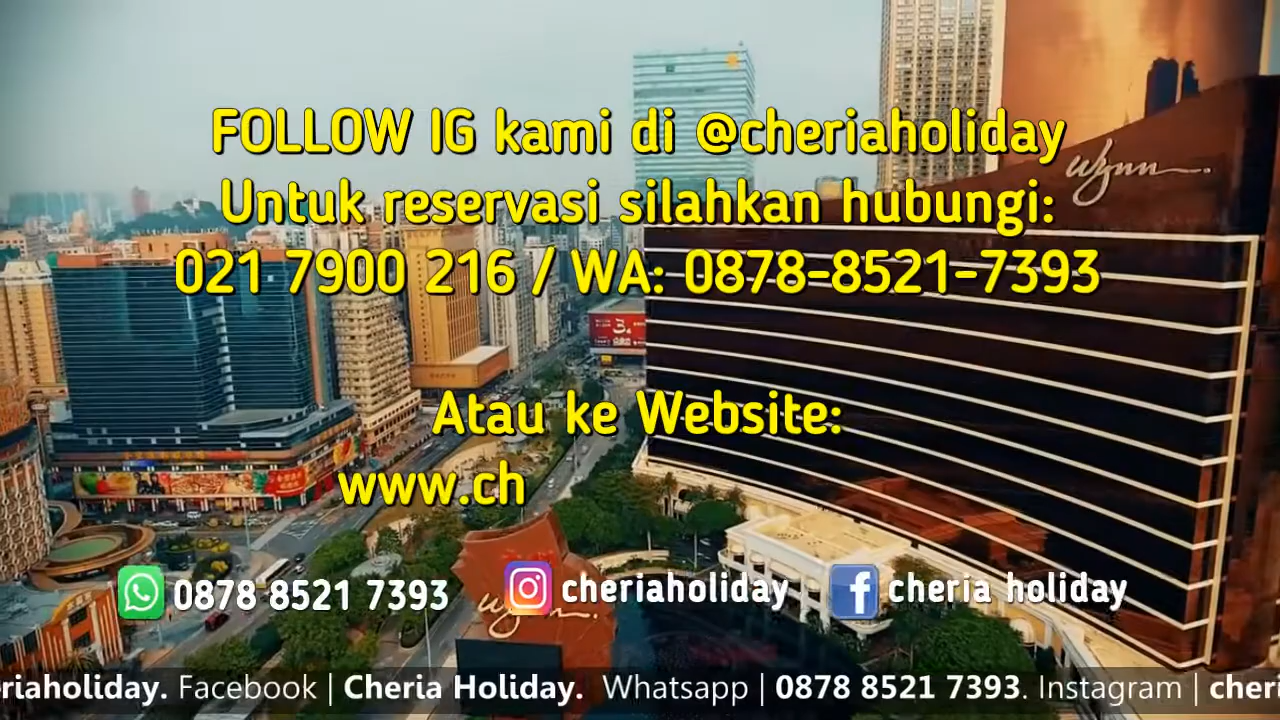 FOLLOW IG kami di @cheriaholiday
Untuk reservasi silahkan hubungi:
021 7900 216 / WA: 0878-8521-7393
wynn.
Atau ke Website:
www.ch
0878 8521 7393
cheriaholiday
cheria holiday
wynn.
eriaholiday. Facebook | Cheria Holiday. Whatsapp | 0878 8521 7393. Instagram | cheri